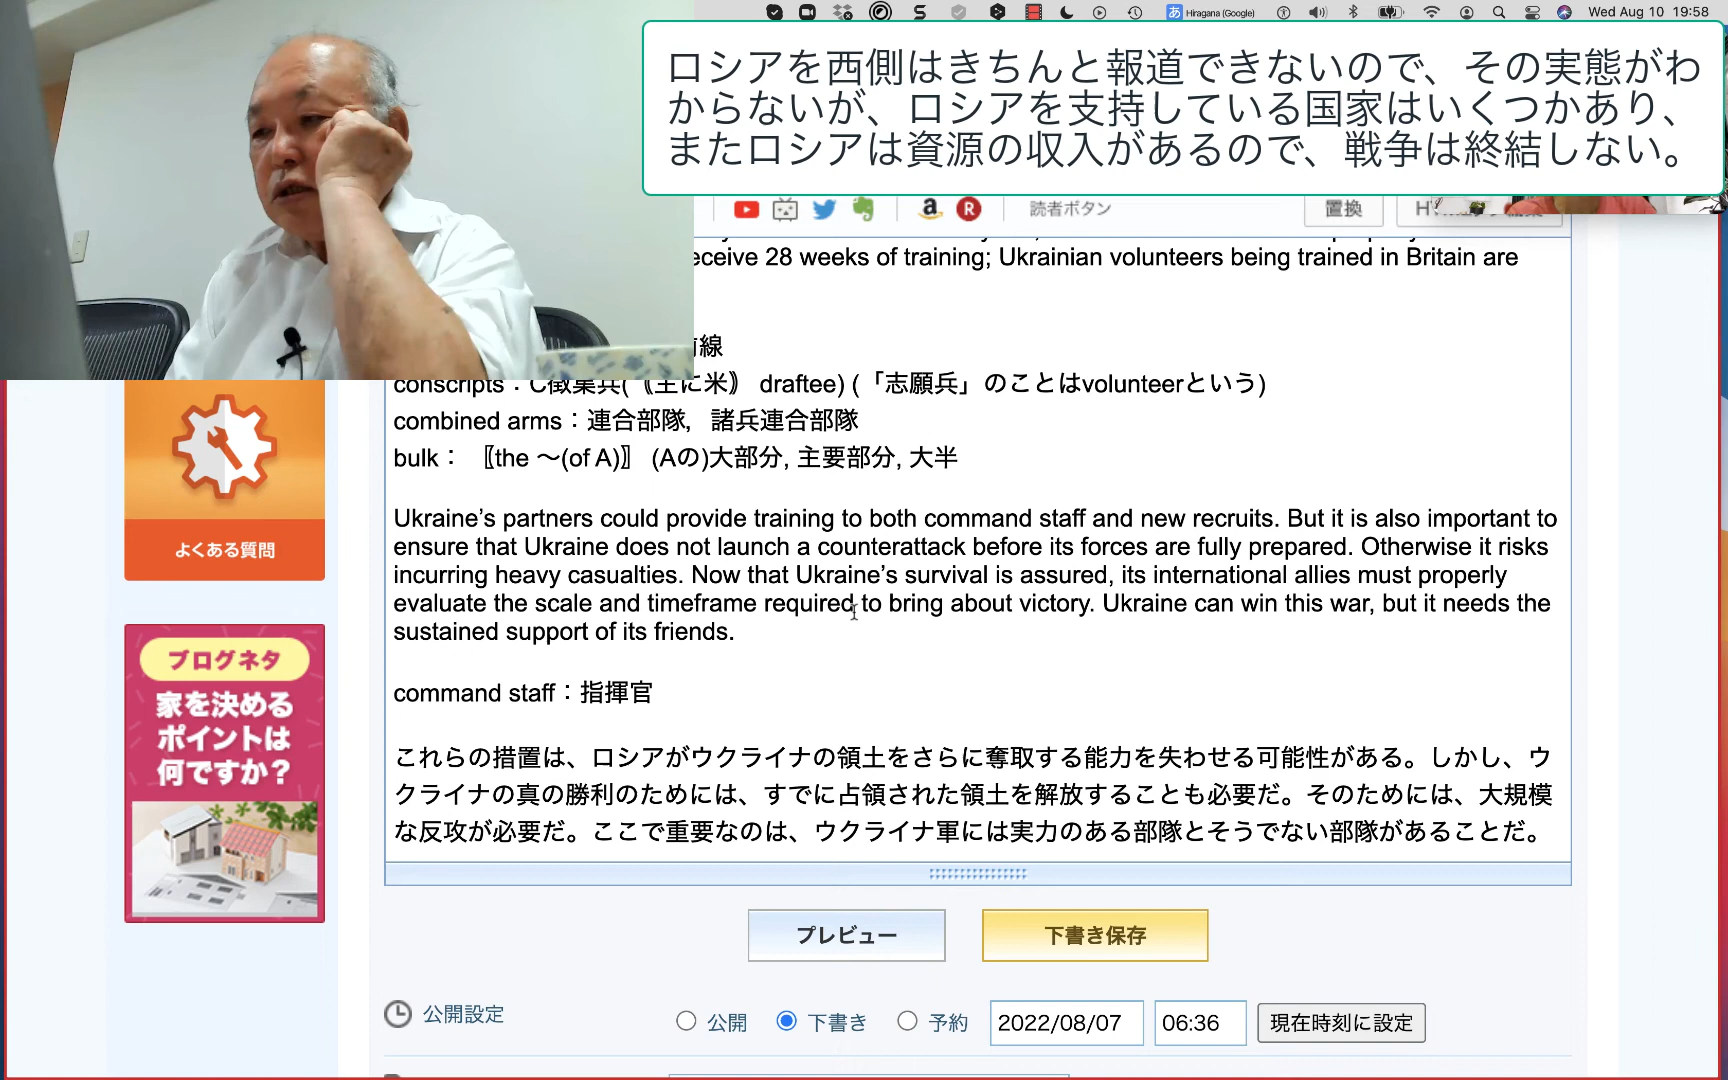 Hiragana (Google)
Wed Aug 10 19:58
ロシアを西側はきちんと報道できないので、その実態がわ
からないが、ロシアを支持している国家はいくつかあり、
またロシアは資源の収入があるので、戦争は終結しない。
読者ボタン
置換
eceive 28 weeks of training; Ukrainian volunteers being trained in Britain are
線
conscripts：C徴集兵(〘主に米〙 draftee) (「志願兵」のことはvolunteerという)
combined arms：連合部隊, 諸兵連合部隊
bulk： 〖the 〜(of A)〗 (Aの)大部分, 主要部分, 大半
Ukraine’s partners could provide training to both command staff and new recruits. But it is also important to
ensure that Ukraine does not launch a counterattack before its forces are fully prepared. Otherwise it risks
incurring heavy casualties. Now that Ukraine’s survival is assured, its international allies must properly
evaluate the scale and timeframe required to bring about victory. Ukraine can win this war, but it needs the
sustained support of its friends.
command staff：指揮官
これらの措置は、ロシアがウクライナの領土をさらに奪取する能力を失わせる可能性がある。しかし、ウ
クライナの真の勝利のためには、すでに占領された領土を解放することも必要だ。そのためには、大規模
な反攻が必要だ。ここで重要なのは、ウクライナ軍には実力のある部隊とそうでない部隊があることだ。
よくある質問
ブログネタ
家を決める
ポイントは
何ですか？
プレビュー
下書き保存
公開設定
公開
下書き
予約
2022/08/07
06:36
現在時刻に設定